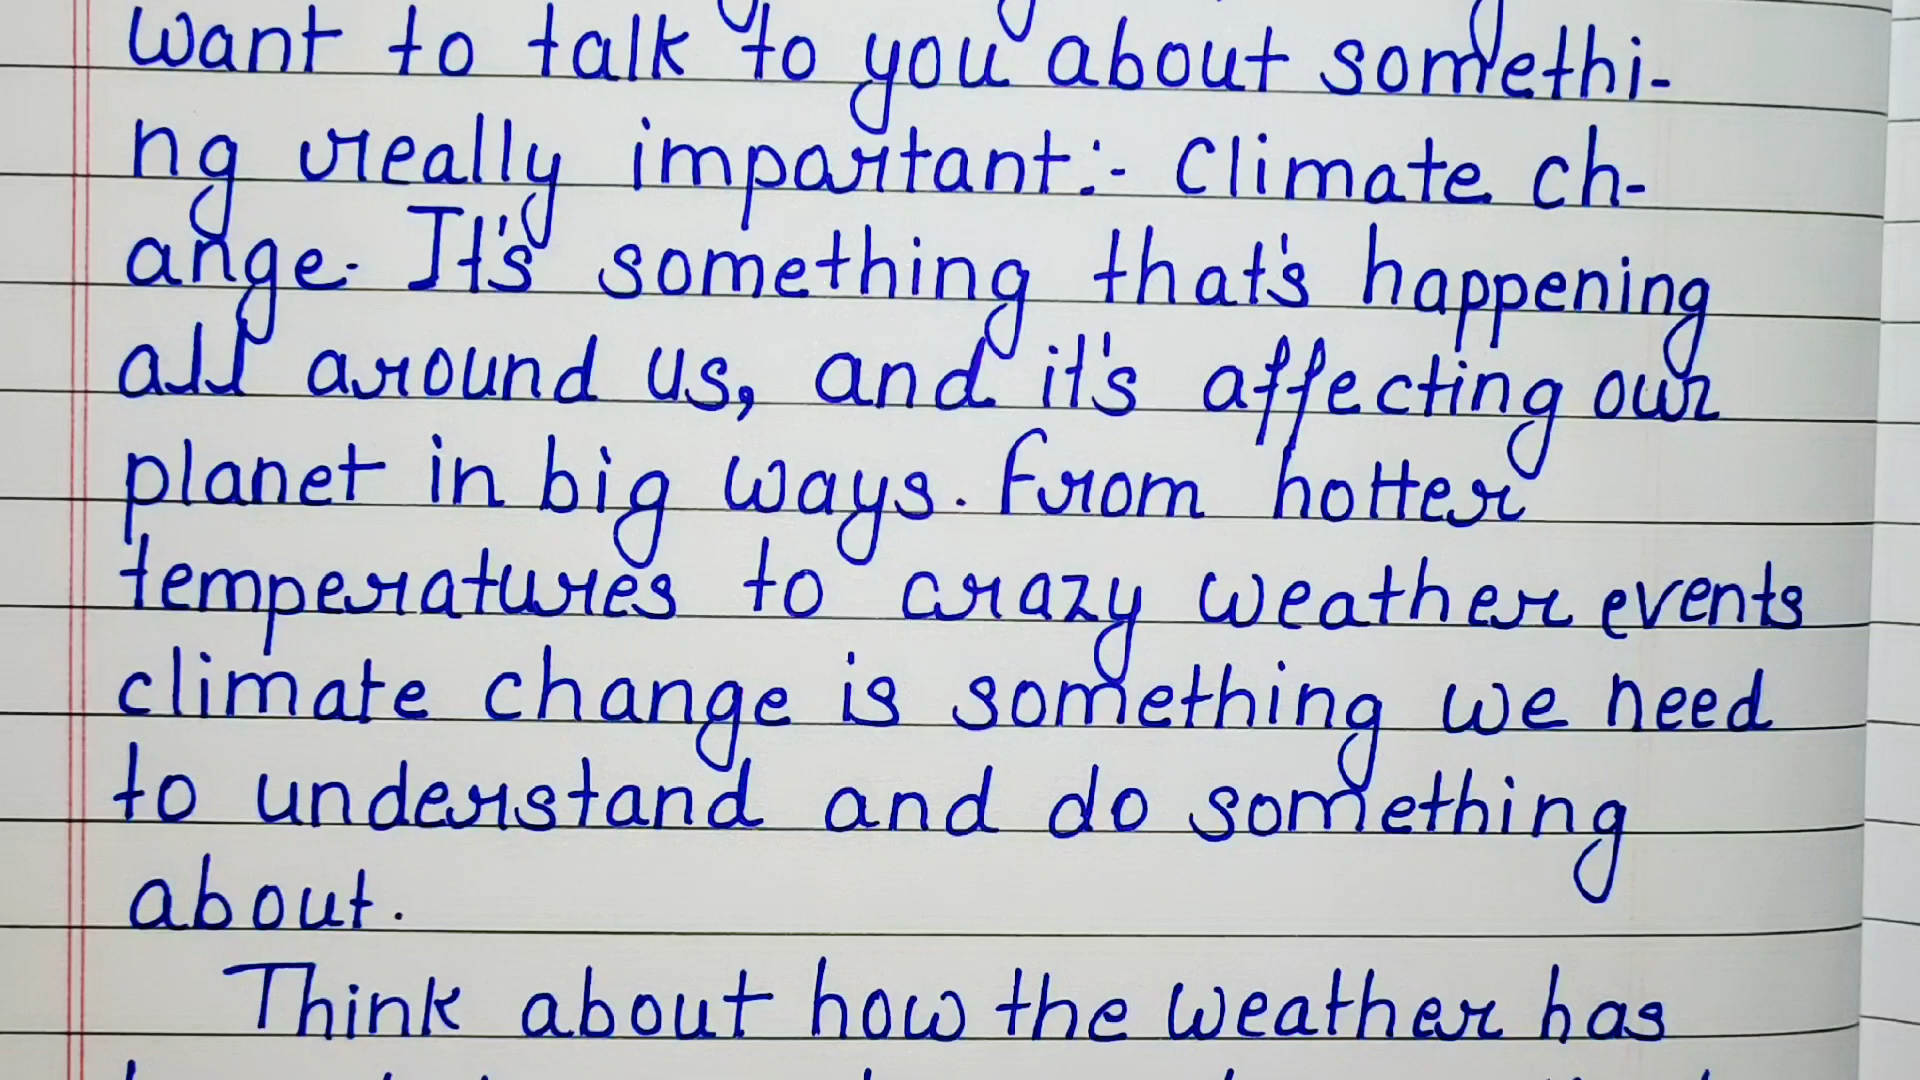 want to talk to you about somethi-
ng really important:- Climate ch-
ange. It's something that's happening
all around us, and it's affecting our
planet in big ways. From hotter
temperatures to crazy weather events
climate change is something we need
to understand and do something
about.
Think about how the weather has